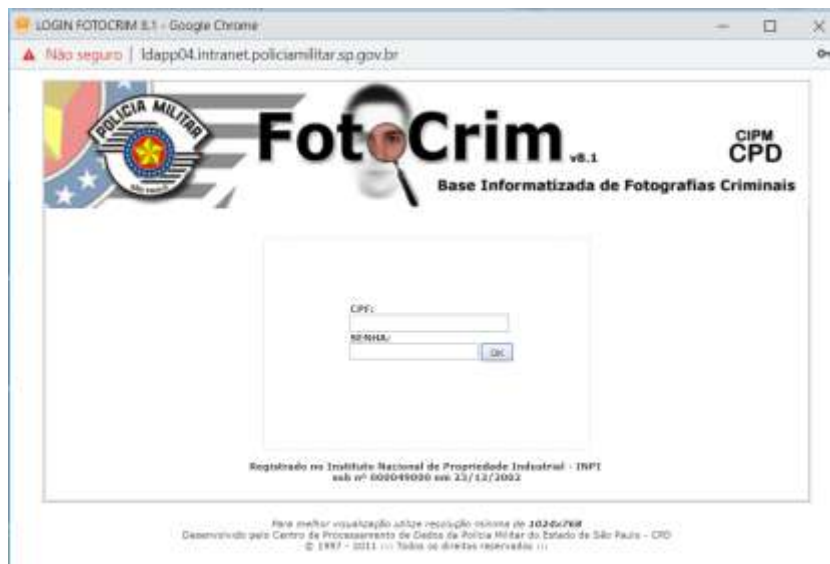 LOGIN FOTOCRIM 8.1 - Google Chrome
Não seguro | ldapp04.intranet.policiamilitar.sp.gov.br
POLICIA MILITAR
SÃO PAULO
FotoCrim v8.1
CIPM
CPD
Base Informatizada de Fotografias Criminais
CPF:
SENHA:
OK
Registrado no Instituto Nacional de Propriedade Industrial - INPI
sob nº 000049000 em 23/12/2002
Para melhor visualização utilize resolução mínima de 1024x768
Desenvolvido pelo Centro de Processamento de Dados da Polícia Militar do Estado de São Paulo - CPD
© 1997 - 2011 ::: Todos os direitos reservados :::